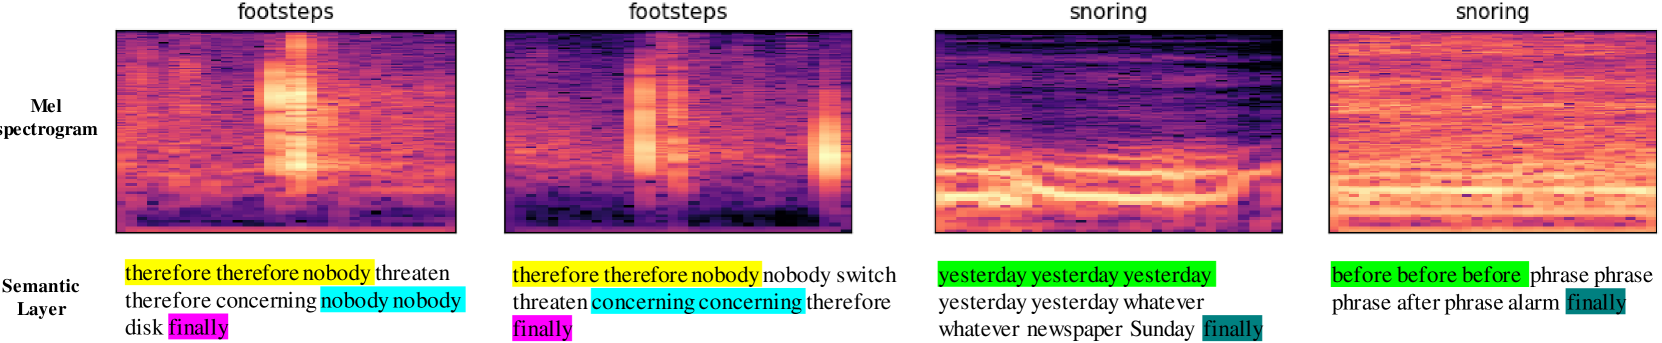 footsteps
footsteps
snoring
snoring
Mel
spectrogram
Semantic
Layer
therefore therefore nobody threaten
therefore concerning nobody nobody
disk finally
therefore therefore nobody nobody switch
threaten concerning concerning therefore
finally
yesterday yesterday yesterday
yesterday yesterday whatever
whatever newspaper Sunday finally
before before before phrase phrase
phrase after phrase alarm finally